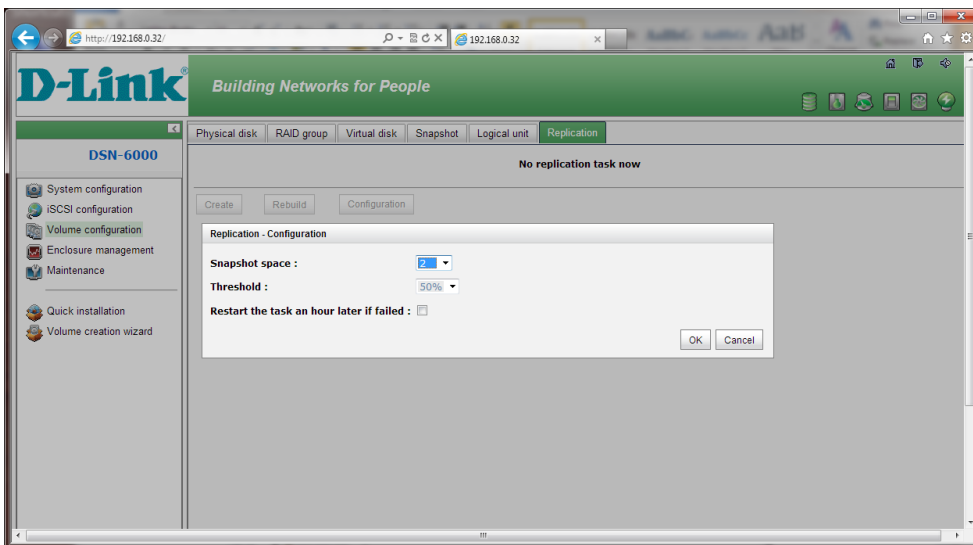 http://192.168.0.32/
192.168.0.32
D-Link®
Building Networks for People
DSN-6000
System configuration
iSCSI configuration
Volume configuration
Enclosure management
Maintenance
Quick installation
Volume creation wizard
Physical disk RAID group Virtual disk Snapshot Logical unit Replication
No replication task now
Create Rebuild Configuration
Replication - Configuration
Snapshot space : 2
Threshold : 50%
Restart the task an hour later if failed :
OK Cancel